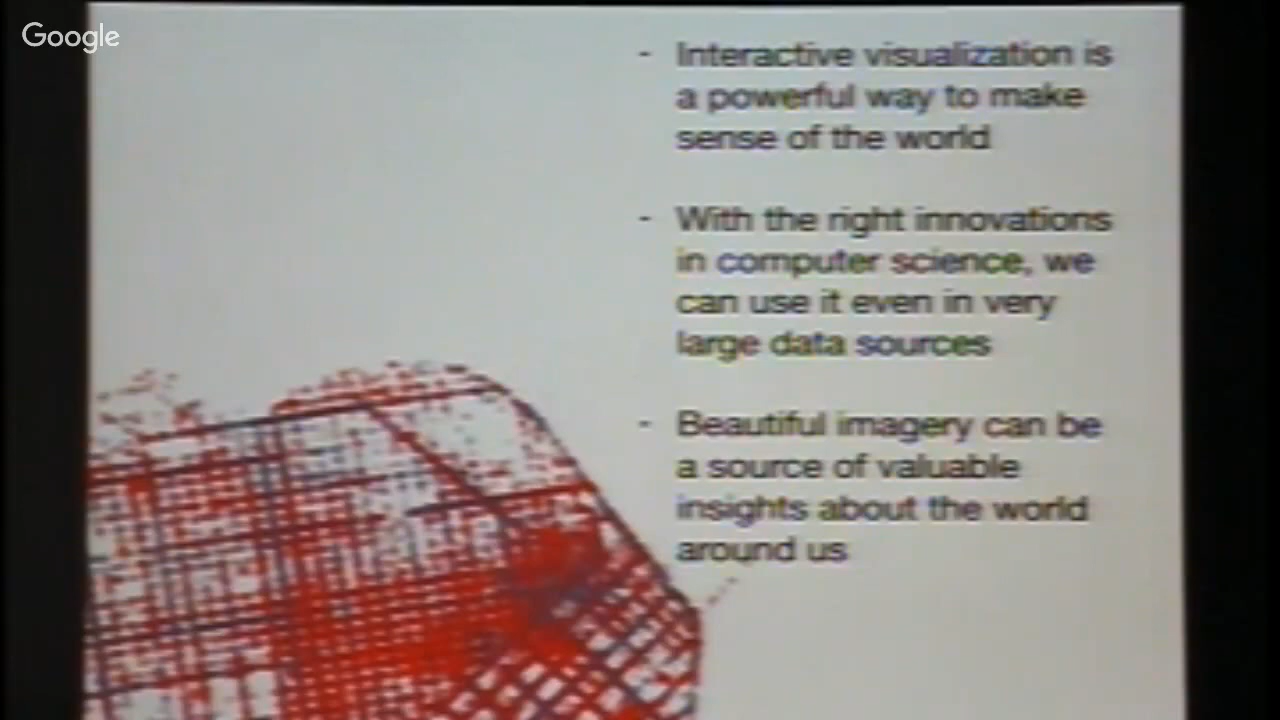 Google
- Interactive visualization is
a powerful way to make
sense of the world
- With the right innovations
in computer science, we
can use it even in very
large data sources
- Beautiful imagery can be
a source of valuable
insights about the world
around us